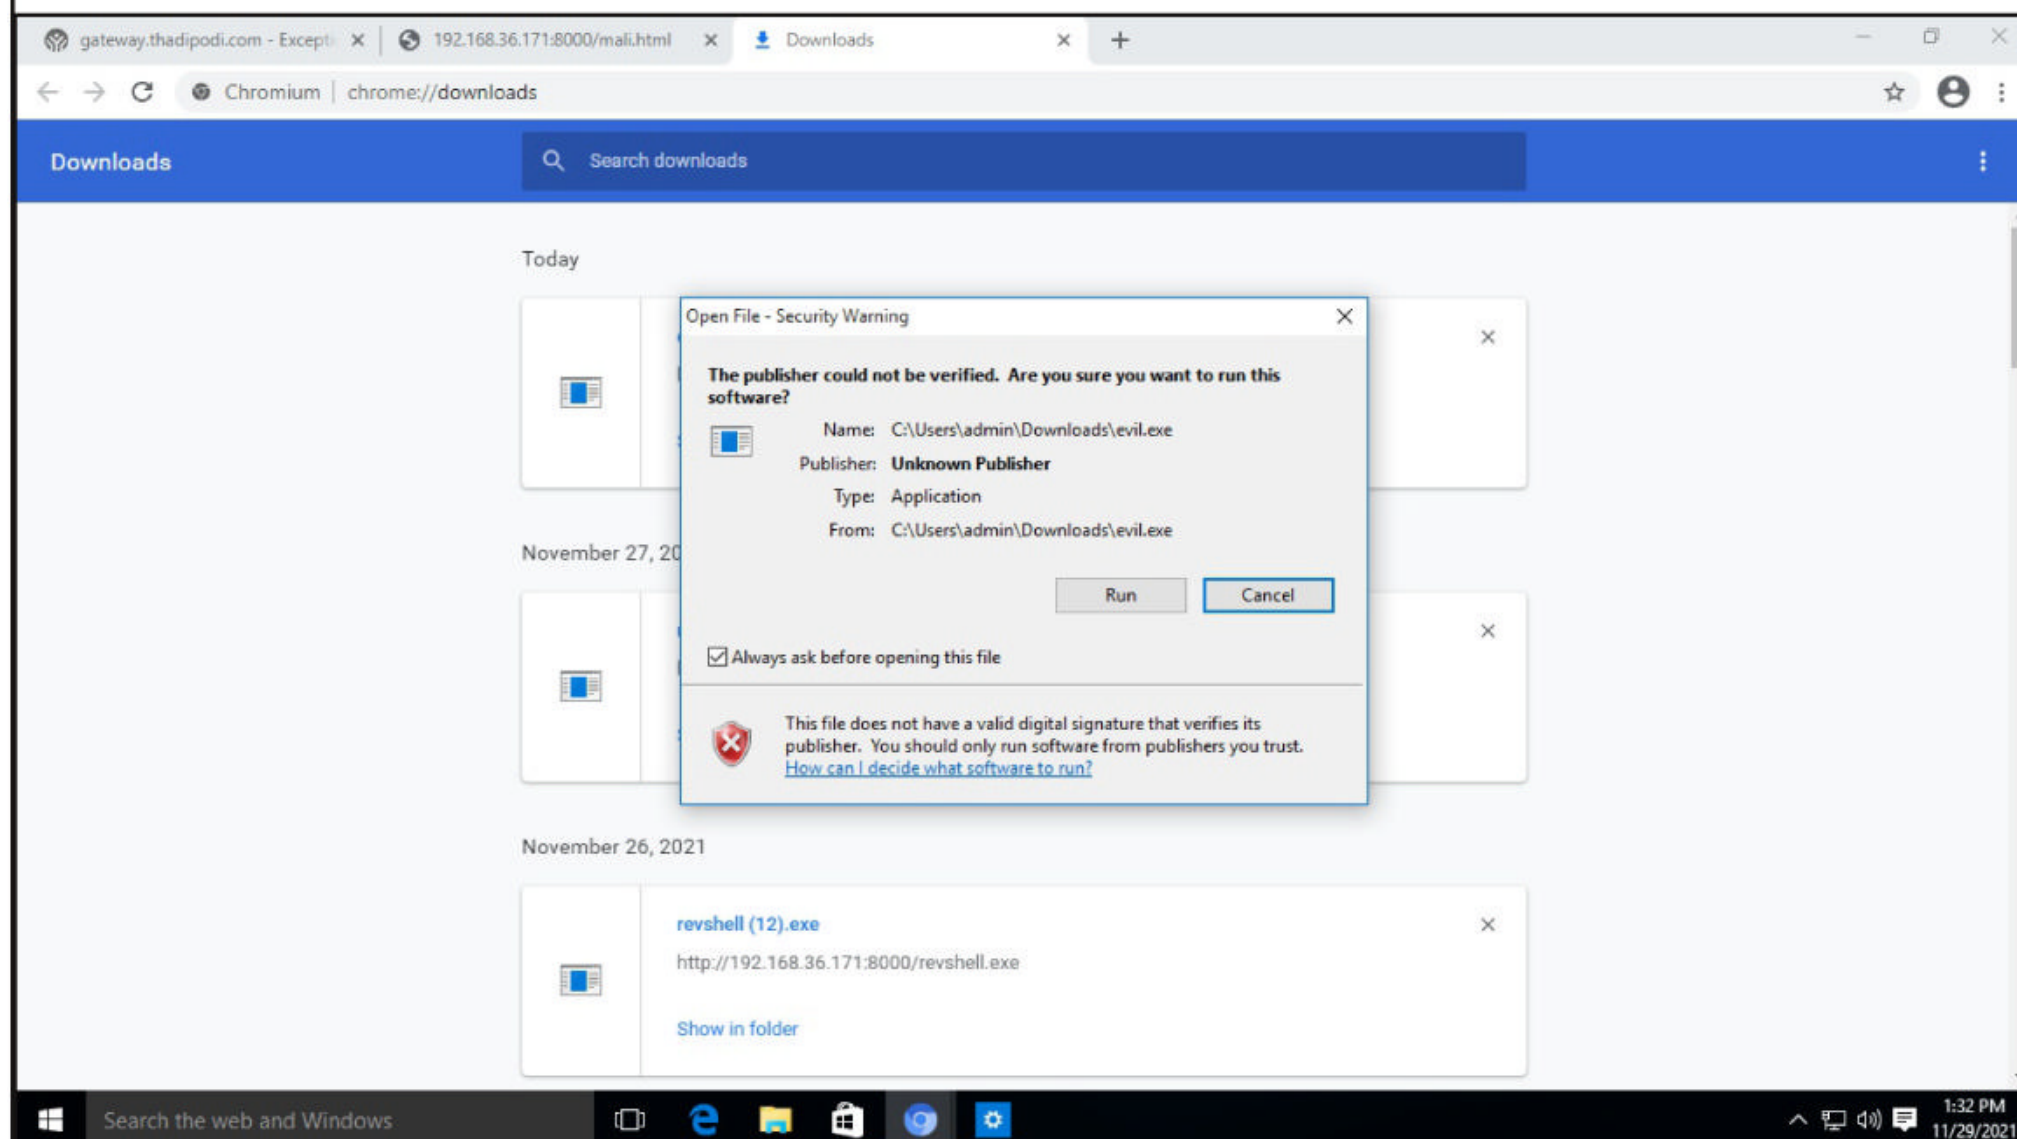 gateway.thadipodi.com - Excepti
192.168.36.171:8000/mali.html
Downloads
Chromium | chrome://downloads
Downloads
Search downloads
Today
Open File - Security Warning
The publisher could not be verified. Are you sure you want to run this
software?
Name: C:\Users\admin\Downloads\evil.exe
Publisher: Unknown Publisher
Type: Application
From: C:\Users\admin\Downloads\evil.exe
Run
Cancel
November 27, 20
Always ask before opening this file
This file does not have a valid digital signature that verifies its
publisher. You should only run software from publishers you trust.
How can I decide what software to run?
November 26, 2021
revshell (12).exe
http://192.168.36.171:8000/revshell.exe
Show in folder
Search the web and Windows
1:32 PM
11/29/2021